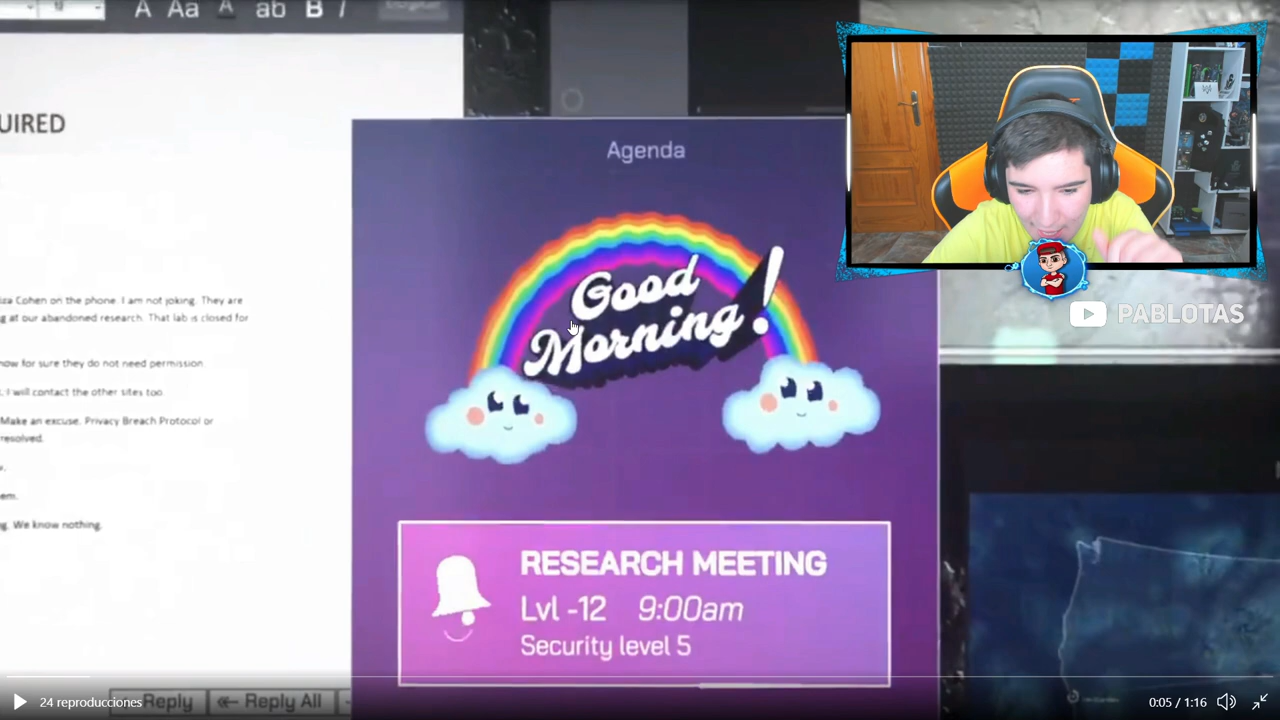 A Aa A ab B I
UIRED
iza Cohen on the phone. I am not joking. They are
g at our abandoned research. That lab is closed for
now for sure they do not need permission
I will contact the other sites too.
Make an excuse. Privacy Breach Protocol or
resolved.
em.
g. We know nothing.
Reply
Reply All
Agenda
Good
Morning!
RESEARCH MEETING
Lvl -12 9:00am
Security level 5
PABLOTAS
24 reproducciones
0:05 / 1:16